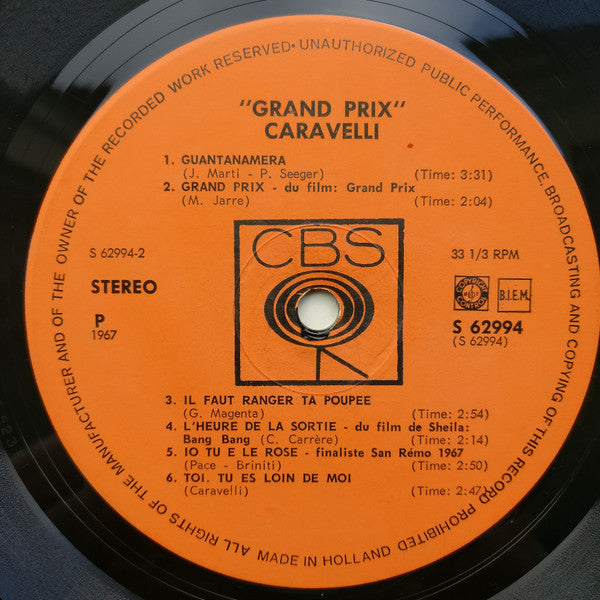 ALL RIGHTS OF THE MANUFACTURER AND OF THE OWNER OF THE RECORDED WORK RESERVED · UNAUTHORIZED PUBLIC PERFORMANCE, BROADCASTING AND COPYING OF THIS RECORD PROHIBITED
"GRAND PRIX"
CARAVELLI
1. GUANTANAMERA
(J. Marti - P. Seeger) (Time: 3:31)
2. GRAND PRIX - du film: Grand Prix
(M. Jarre) (Time: 2:04)
CBS
S 62994-2
33 1/3 RPM
STEREO
COPYRIGHT CONTROL
B.I.E.M.
P
1967
S 62994
(S 62994)
3. IL FAUT RANGER TA POUPEE
(G. Magenta) (Time: 2:54)
4. L'HEURE DE LA SORTIE - du film de Sheila:
Bang Bang (C. Carrère) (Time: 2:14)
5. IO TU E LE ROSE - finaliste San Rémo 1967
(Pace - Briniti) (Time: 2:50)
6. TOI, TU ES LOIN DE MOI
(Caravelli) (Time: 2:47)
MADE IN HOLLAND